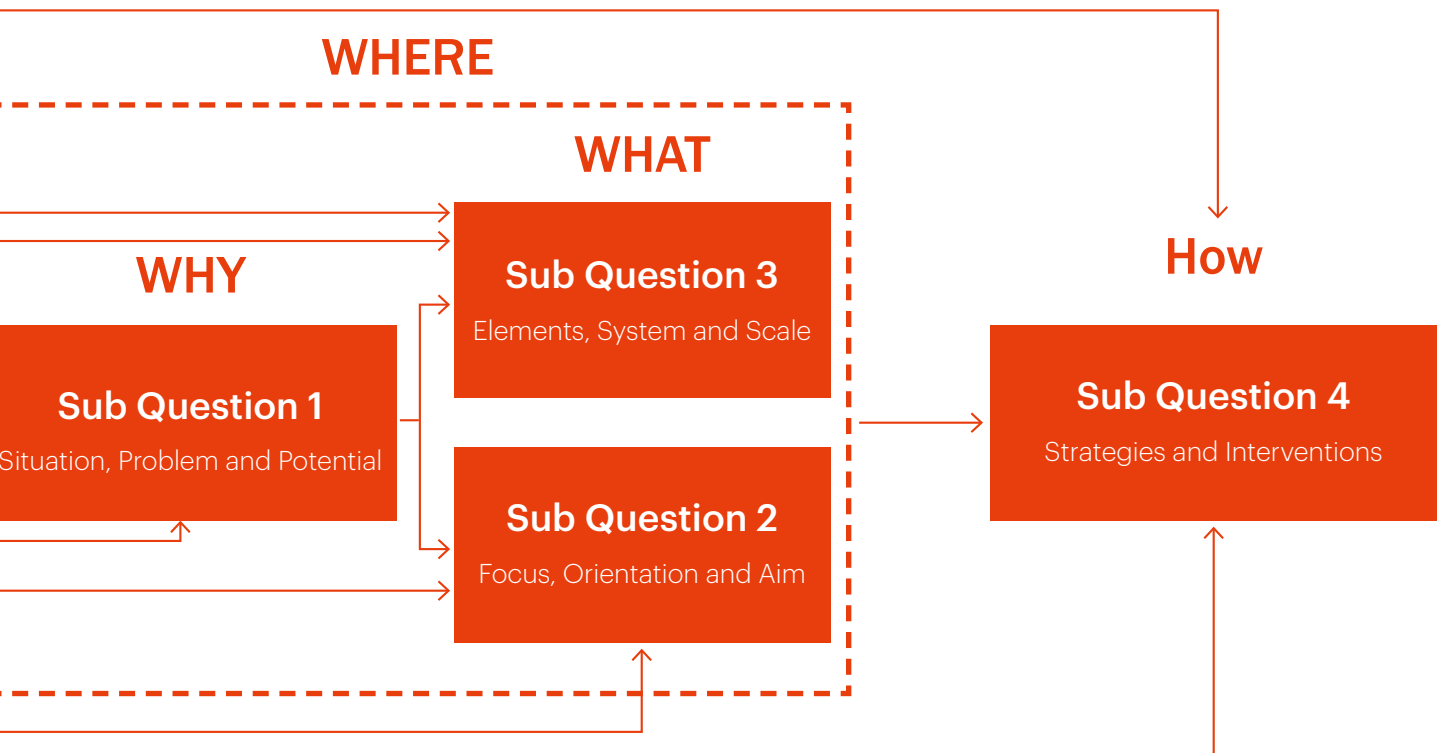 WHERE
WHAT
WHY
Sub Question 3
Elements, System and Scale
Sub Question 1
Situation, Problem and Potential
Sub Question 2
Focus, Orientation and Aim
How
Sub Question 4
Strategies and Interventions